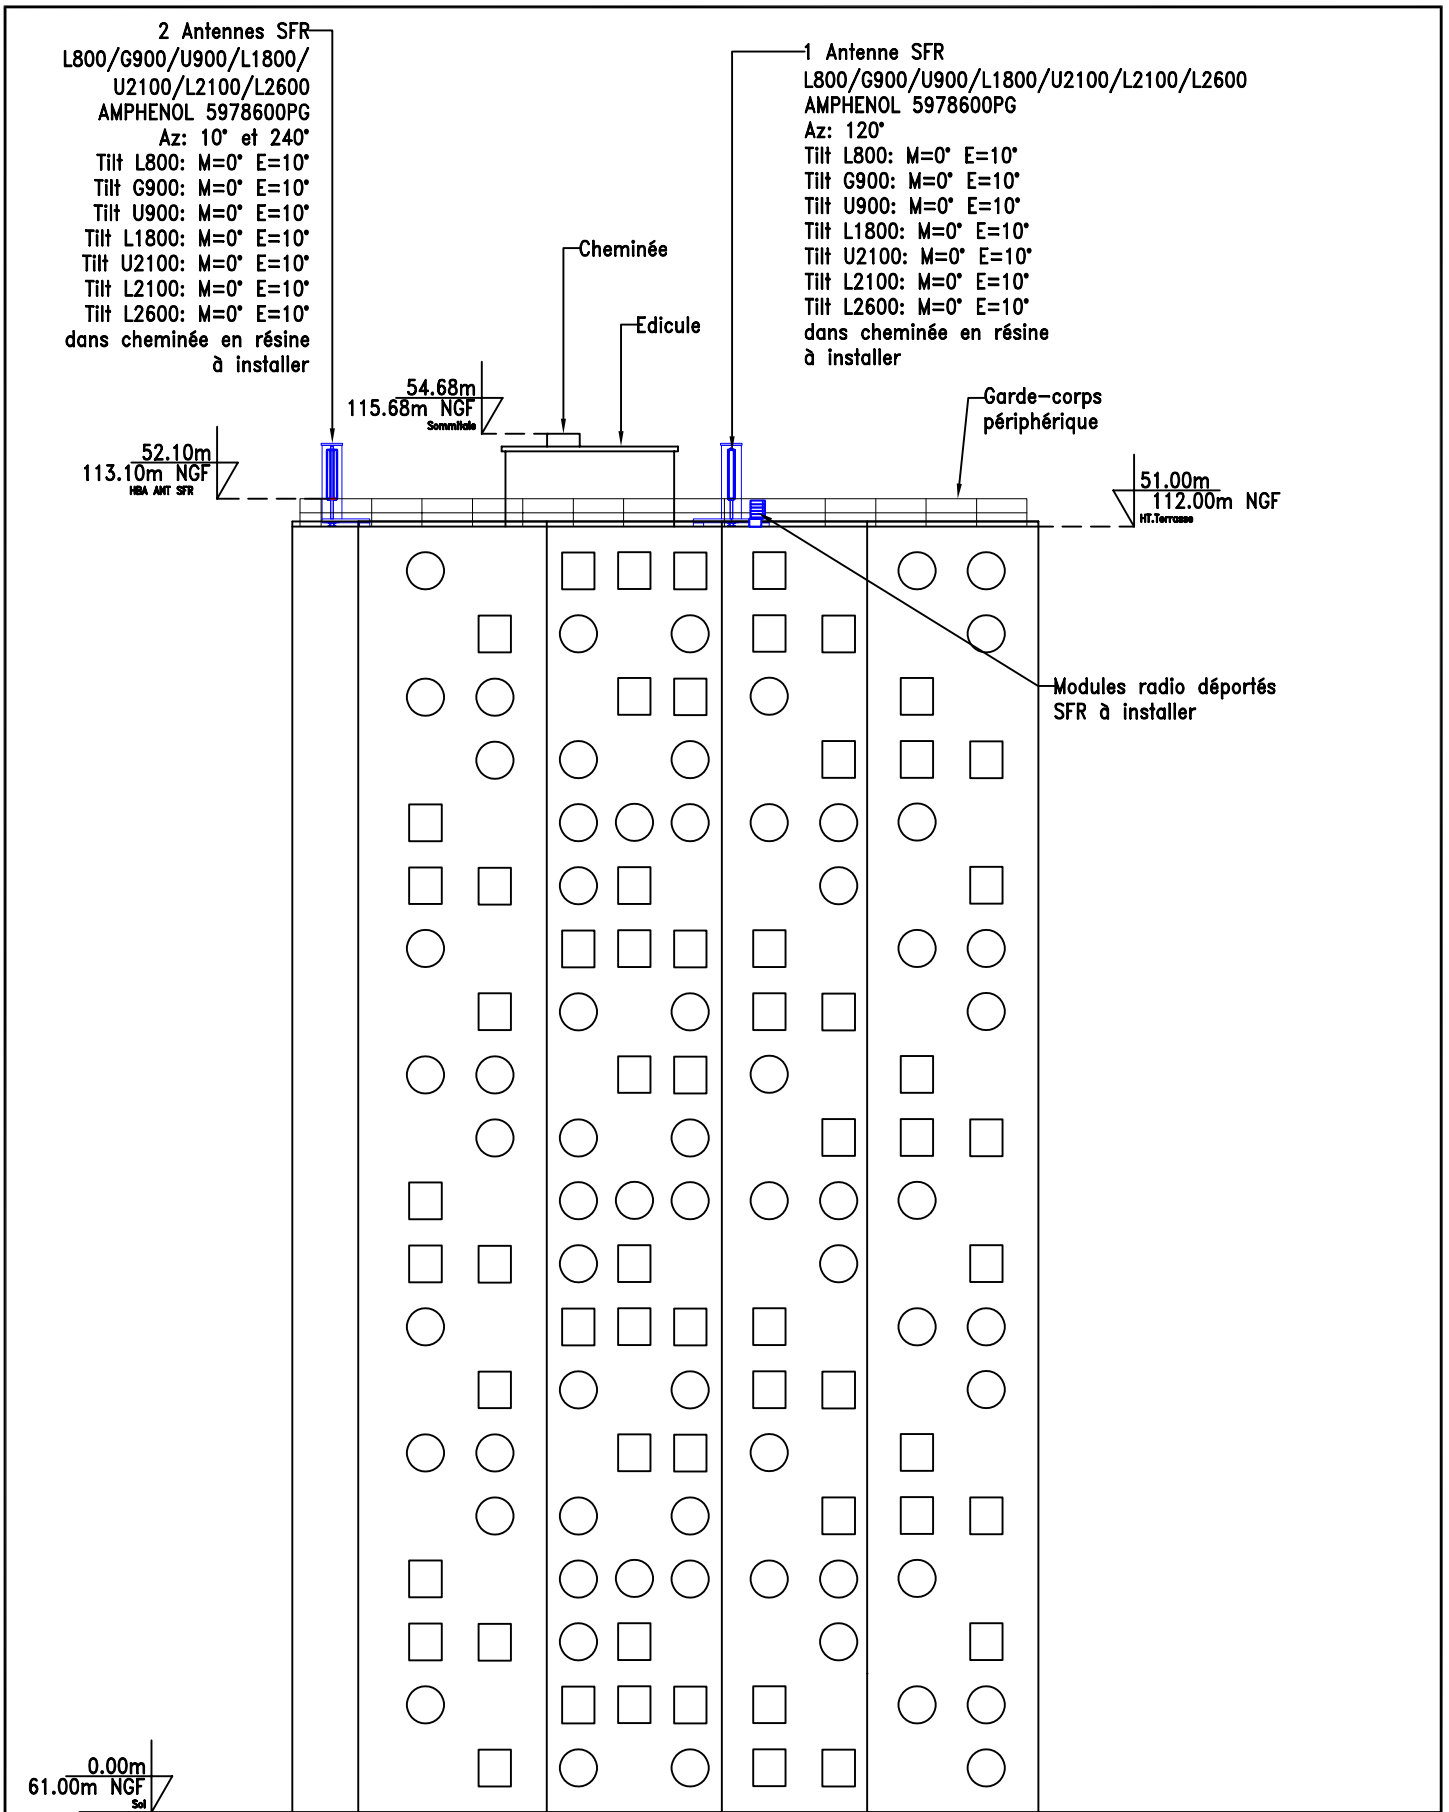 2 Antennes SFR
L800/G900/U900/L1800/
U2100/L2100/L2600
AMPHENOL 5978600PG
Az: 10° et 240°
Tilt L800: M=0° E=10°
Tilt G900: M=0° E=10°
Tilt U900: M=0° E=10°
Tilt L1800: M=0° E=10°
Tilt U2100: M=0° E=10°
Tilt L2100: M=0° E=10°
Tilt L2600: M=0° E=10°
dans cheminée en résine
à installer
1 Antenne SFR
L800/G900/U900/L1800/U2100/L2100/L2600
AMPHENOL 5978600PG
Az: 120°
Tilt L800: M=0° E=10°
Tilt G900: M=0° E=10°
Tilt U900: M=0° E=10°
Tilt L1800: M=0° E=10°
Tilt U2100: M=0° E=10°
Tilt L2100: M=0° E=10°
Tilt L2600: M=0° E=10°
dans cheminée en résine
à installer
Cheminée
Edicule
54.68m
115.68m NGF
Sommitale
Garde-corps
périphérique
52.10m
113.10m NGF
HBA ANT SFR
51.00m
112.00m NGF
HT.Terrasse
Modules radio déportés
SFR à installer
0.00m
61.00m NGF
Sol